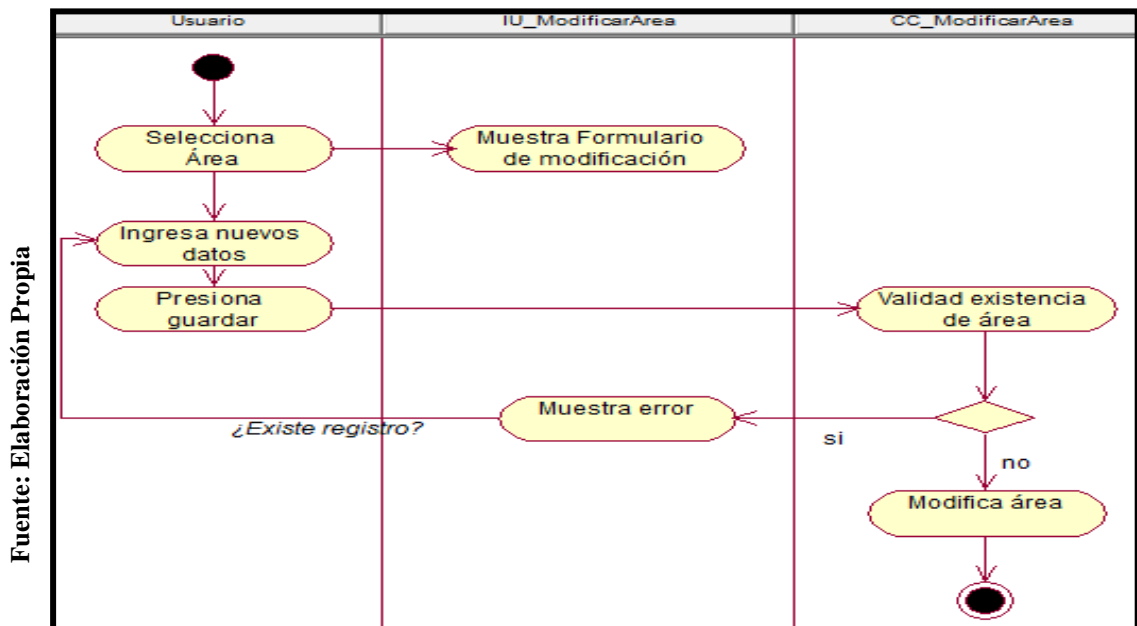 Usuario
IU_ModificarArea
CC_ModificarArea
Selecciona
Área
Muestra Formulario
de modificación
Ingresa nuevos
datos
Presiona
guardar
Validad existencia
de área
Muestra error
¿Existe registro?
si
no
Modifica área
Fuente: Elaboración Propia